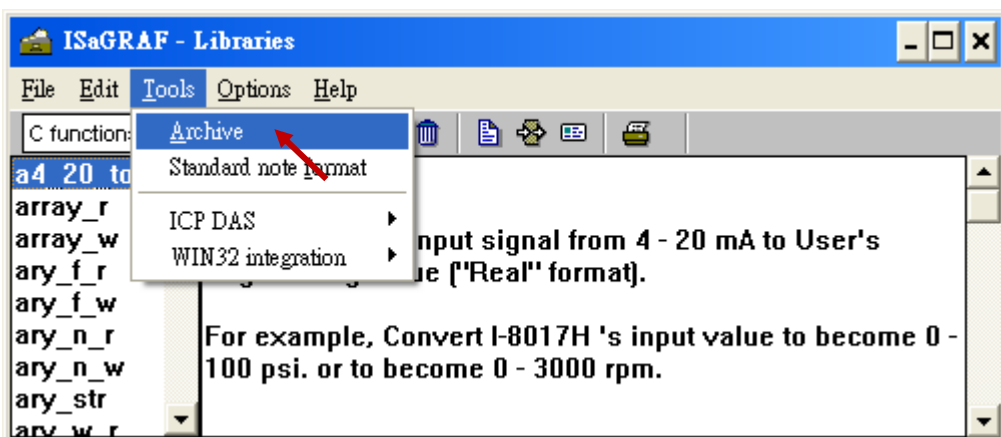 ISaGRAF - Libraries
File Edit Tools Options Help
C function
Archive
Standard note format
ICP DAS
WIN32 integration
a4_20_to
array_r
array_w
ary_f_r
ary_f_w
ary_n_r
ary_n_w
ary_str
ary_w_r
nput signal from 4 - 20 mA to User's
ue ("Real" format).
For example, Convert I-8017H 's input value to become 0 -
100 psi. or to become 0 - 3000 rpm.